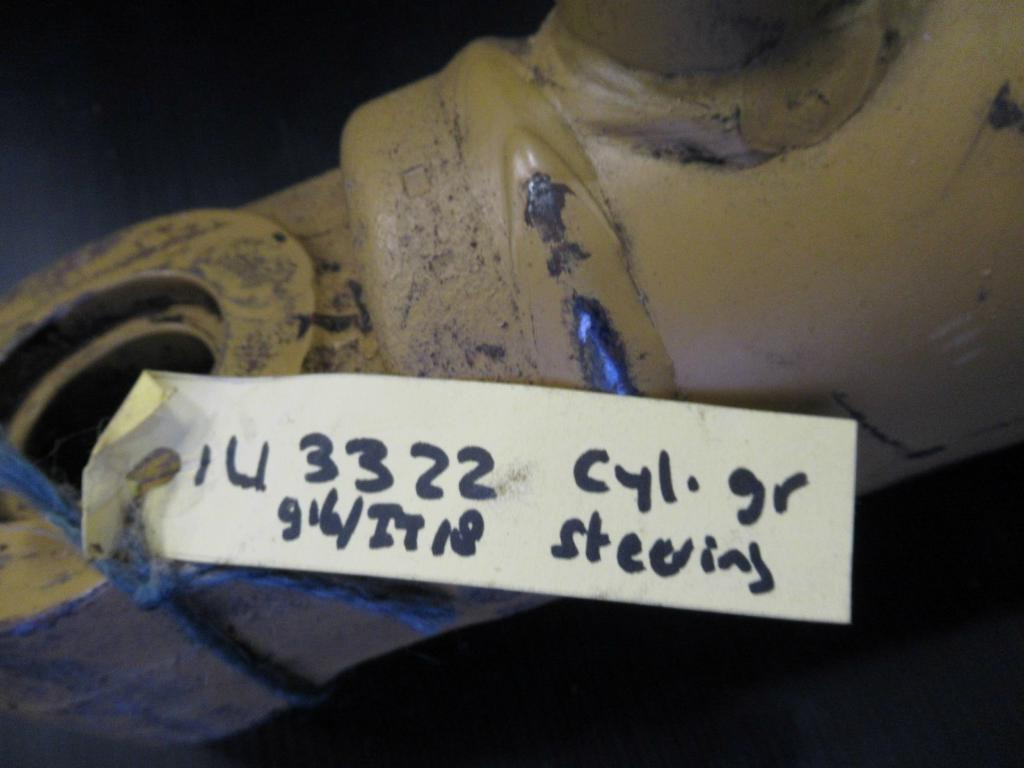 1U 3322 Cyl. gr
916/IT18 steering